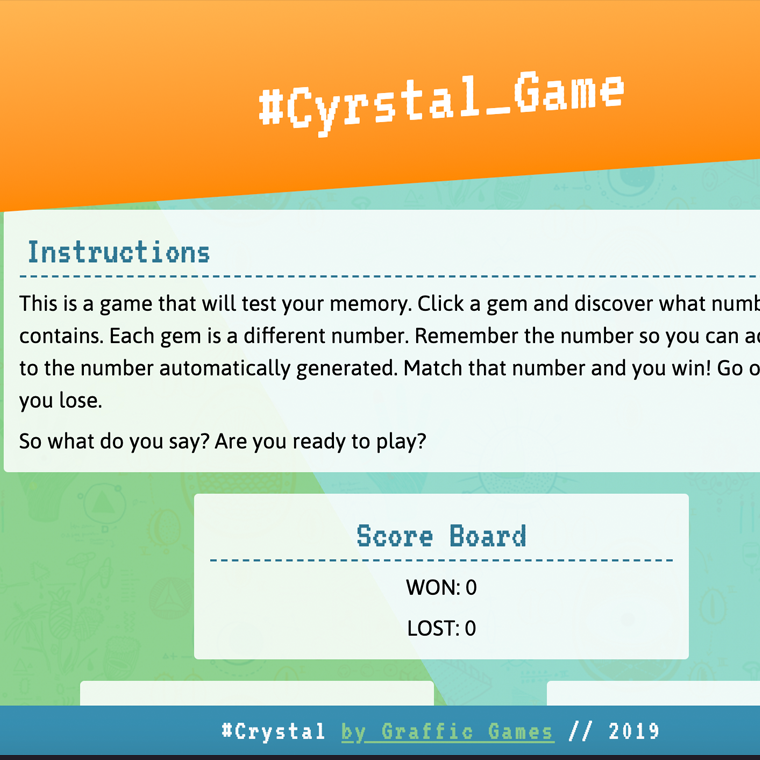 #Cyrstal_Game
Instructions
This is a game that will test your memory. Click a gem and discover what
contains. Each gem is a different number. Remember the number so you can
to the number automatically generated. Match that number and you win! Go
you lose.
So what do you say? Are you ready to play?
Score Board
WON: 0
LOST: 0
#Crystal by Graffic Games // 2019